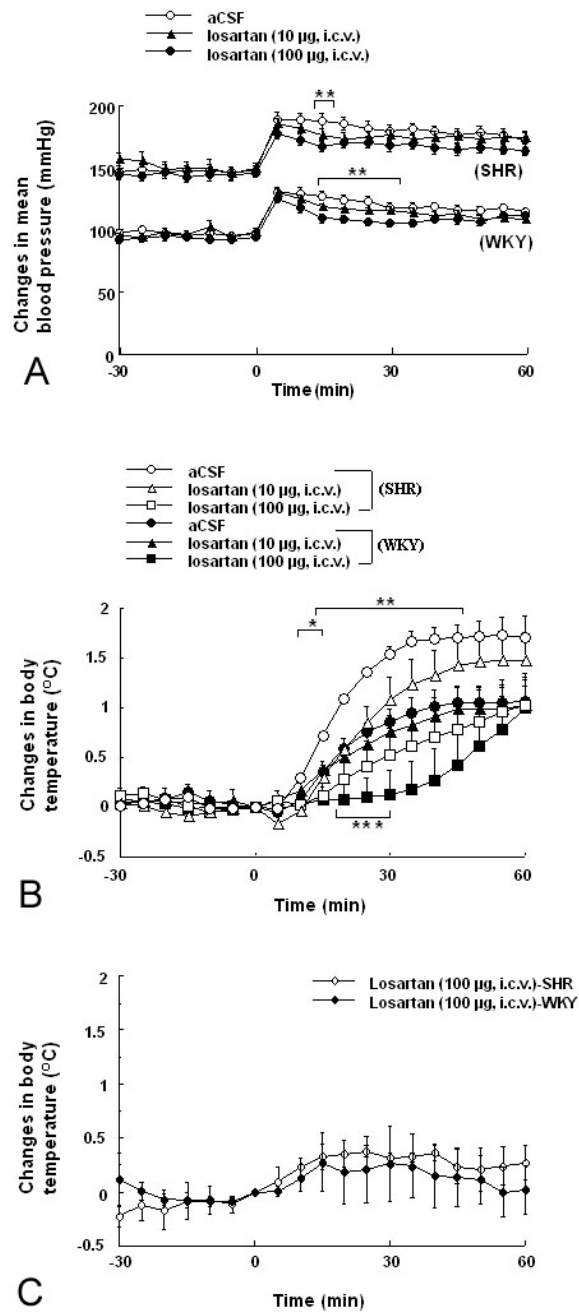 aCSF
losartan (10 µg, i.c.v.)
losartan (100 µg, i.c.v.)
**
**
(SHR)
(WKY)
200
150
100
50
0
Changes in mean
blood pressure (mmHg)
-30
0
30
60
Time (min)
A
aCSF
losartan (10 µg, i.c.v.)
losartan (100 µg, i.c.v.)
(SHR)
aCSF
losartan (10 µg, i.c.v.)
losartan (100 µg, i.c.v.)
(WKY)
*
**
***
2
1.5
1
0.5
0
-0.5
Changes in body
temperature (°C)
-30
0
30
60
Time (min)
B
Losartan (100 µg, i.c.v.)-SHR
Losartan (100 µg, i.c.v.)-WKY
2
1.5
1
0.5
0
-0.5
Changes in body
temperature (°C)
-30
0
30
60
Time (min)
C